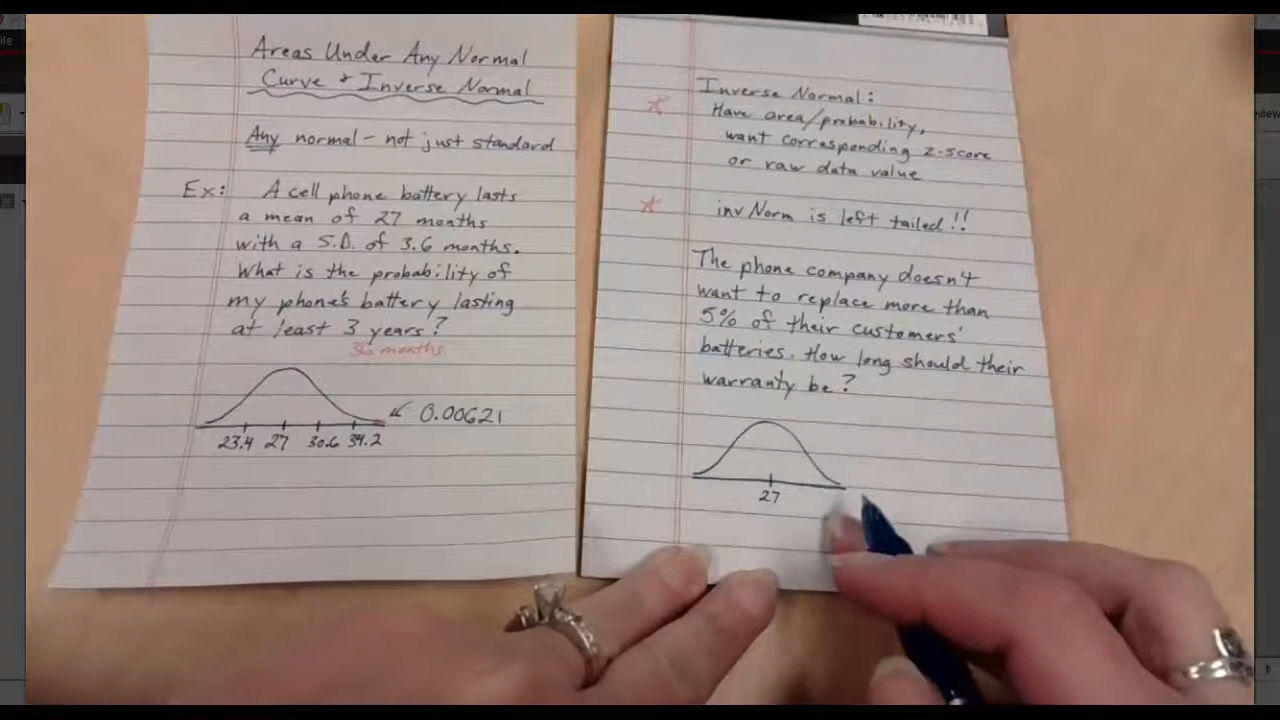 Areas Under Any Normal
Curve + Inverse Normal
Any normal - not just standard
Ex: A cell phone battery lasts
a mean of 27 months
with a S.D. of 3.6 months.
What is the probability of
my phone's battery lasting
at least 3 years?
36 months
0.00621
23.4 27 30.6 34.2
Inverse Normal:
* Have area/probability,
want corresponding z-score
or raw data value
* invNorm is left tailed!!
The phone company doesn't
want to replace more than
5% of their customers'
batteries. How long should their
warranty be?
27